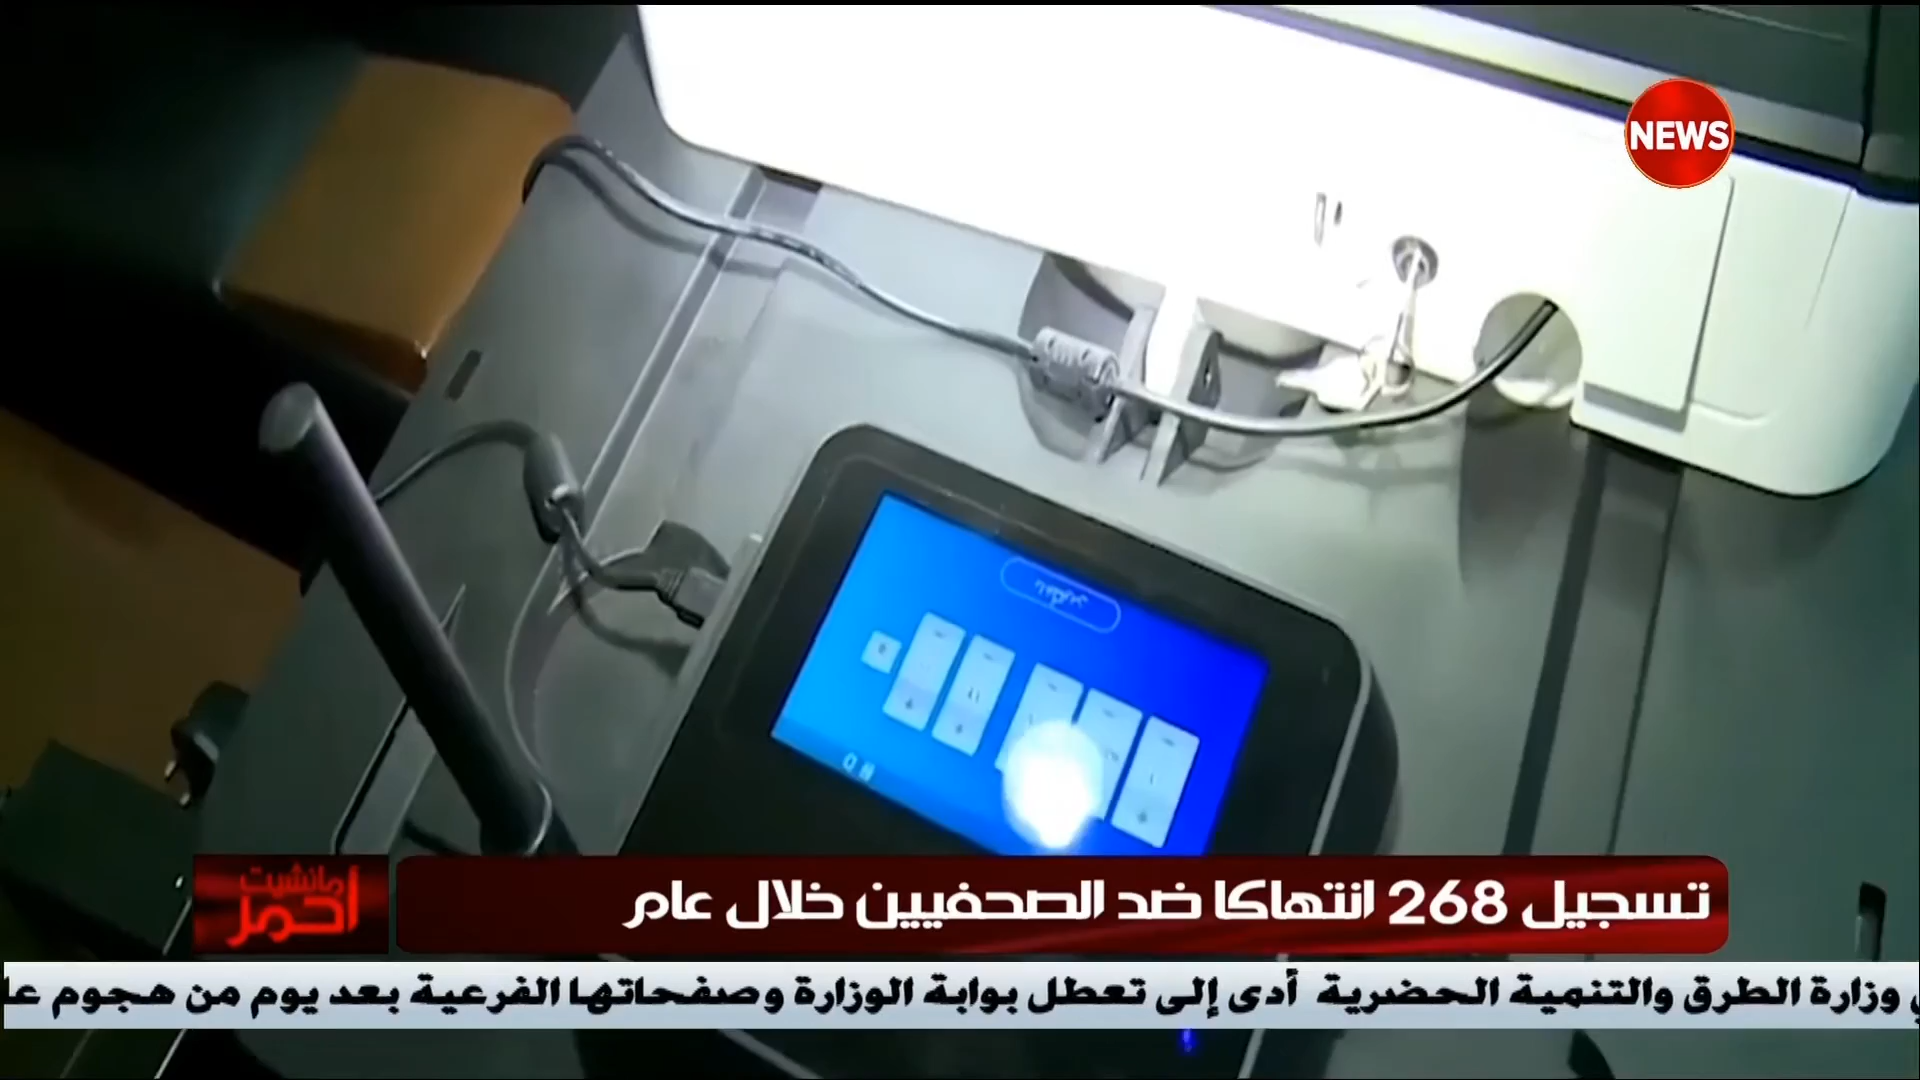 NEWS
مانشيت
أحمر
تسجيل 268 انتهاكا ضد الصحفيين خلال عام
وزارة الطرق والتنمية الحضرية أدى إلى تعطل بوابة الوزارة وصفحاتها الفرعية بعد يوم من هجوم